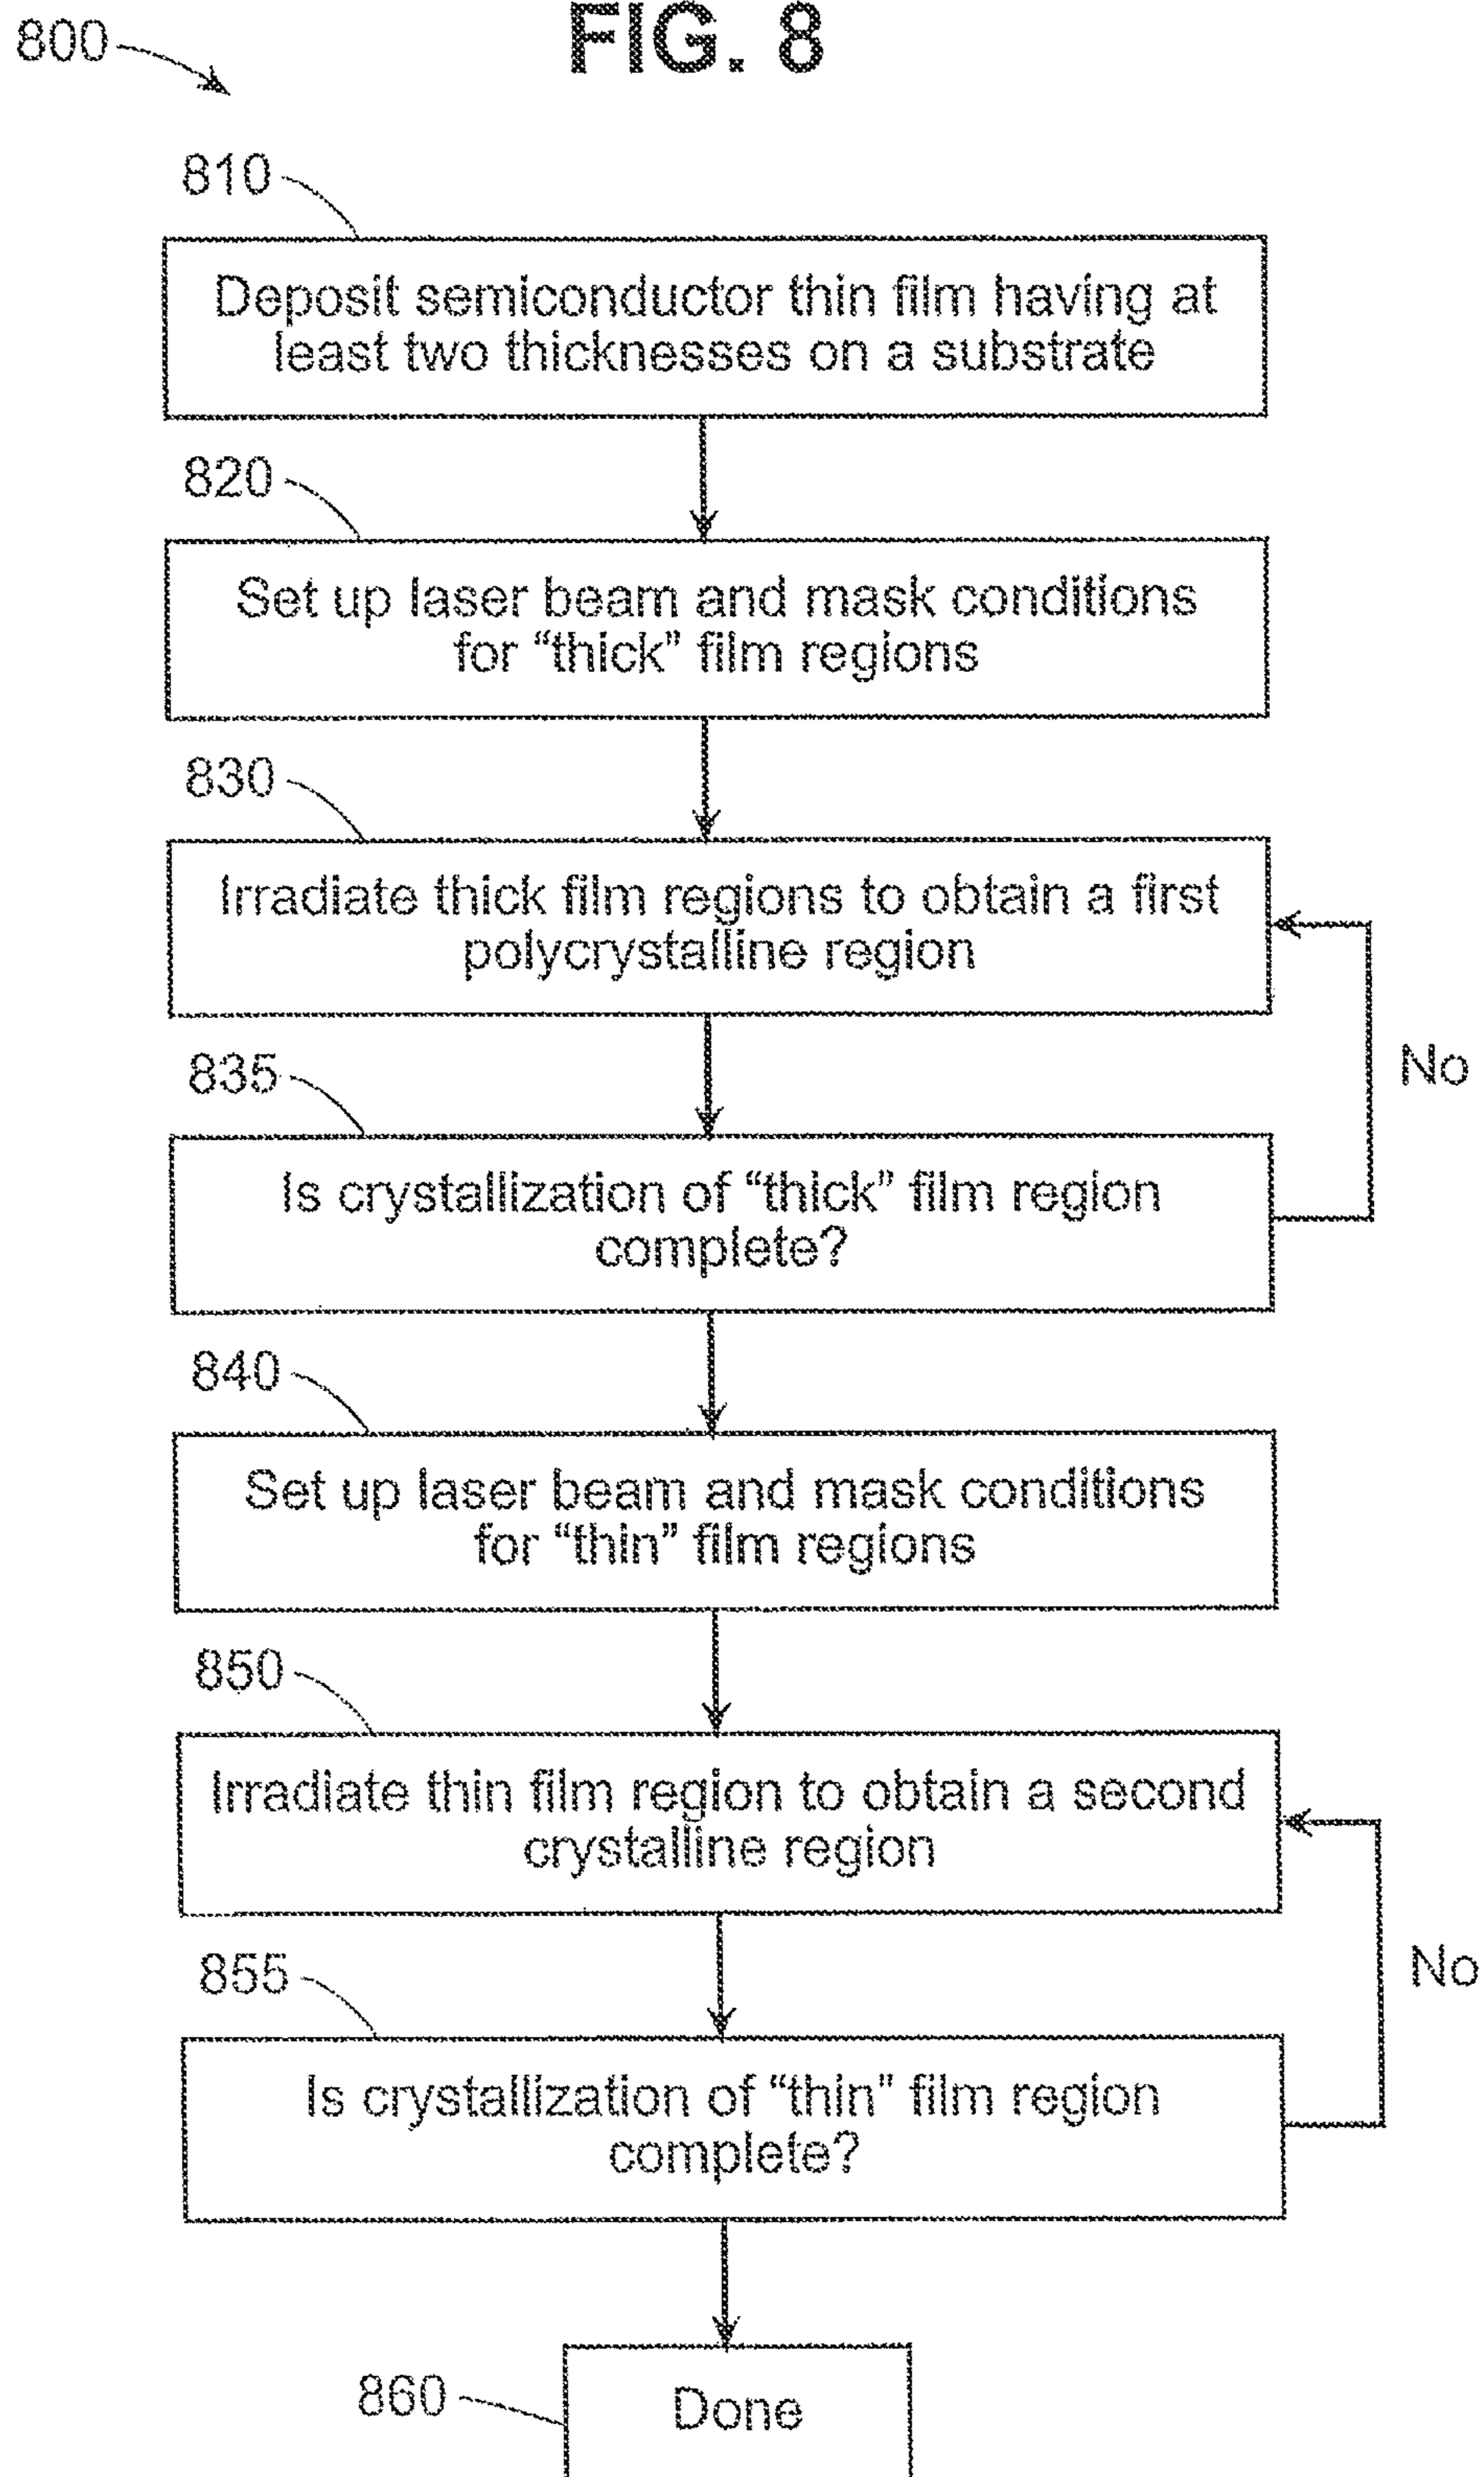 FIG. 8
800
810
Deposit semiconductor thin film having at
least two thicknesses on a substrate
820
Set up laser beam and mask conditions
for “thick” film regions
830
Irradiate thick film regions to obtain a first
polycrystalline region
No
835
Is crystallization of “thick” film region
complete?
840
Set up laser beam and mask conditions
for “thin” film regions
850
Irradiate thin film region to obtain a second
crystalline region
No
855
Is crystallization of “thin” film region
complete?
860
Done